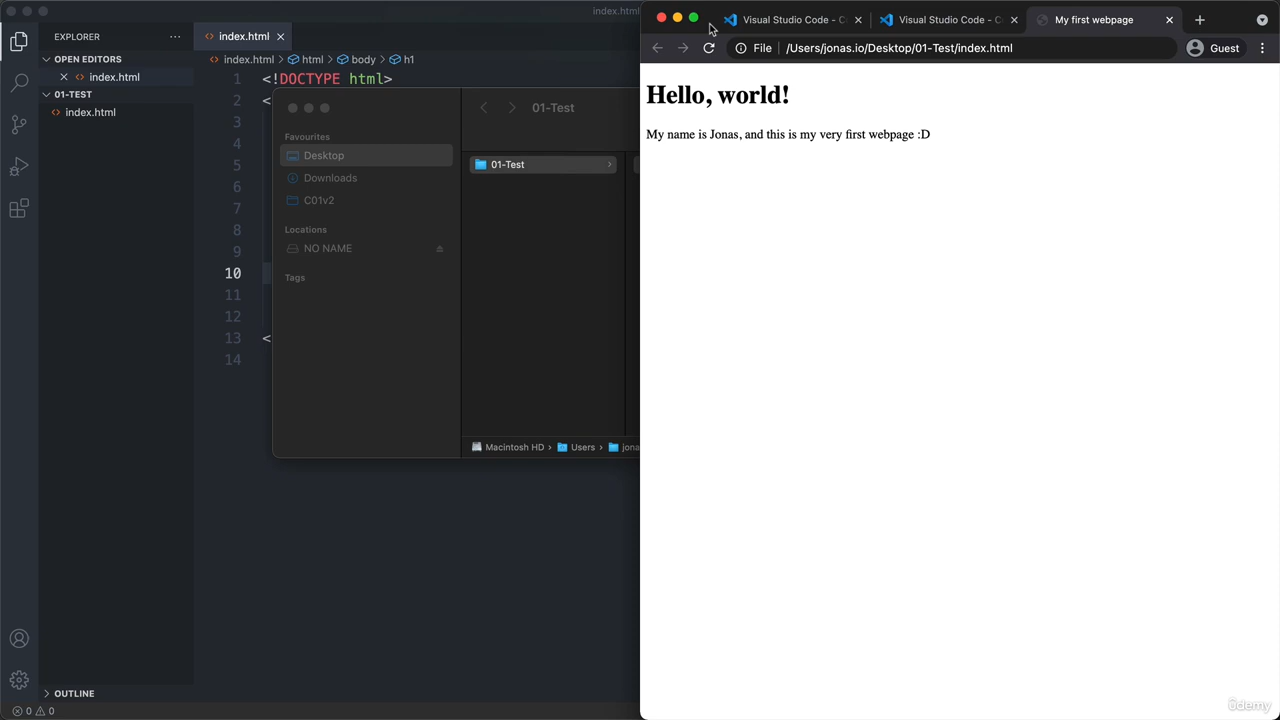 index.html
EXPLORER
OPEN EDITORS
index.html
01-TEST
index.html
OUTLINE
0 0
index.html
index.html > html > body > h1
1 <!DOCTYPE html>
2 <
3
4
5
6
7
8
9
10
11
12
13 <
14
01-Test
Favourites
Desktop
Downloads
C01v2
Locations
NO NAME
Tags
01-Test
Macintosh HD › Users › jona
Visual Studio Code - C
Visual Studio Code - C
My first webpage
File /Users/jonas.io/Desktop/01-Test/index.html
Guest
Hello, world!
My name is Jonas, and this is my very first webpage :D
ûdemy